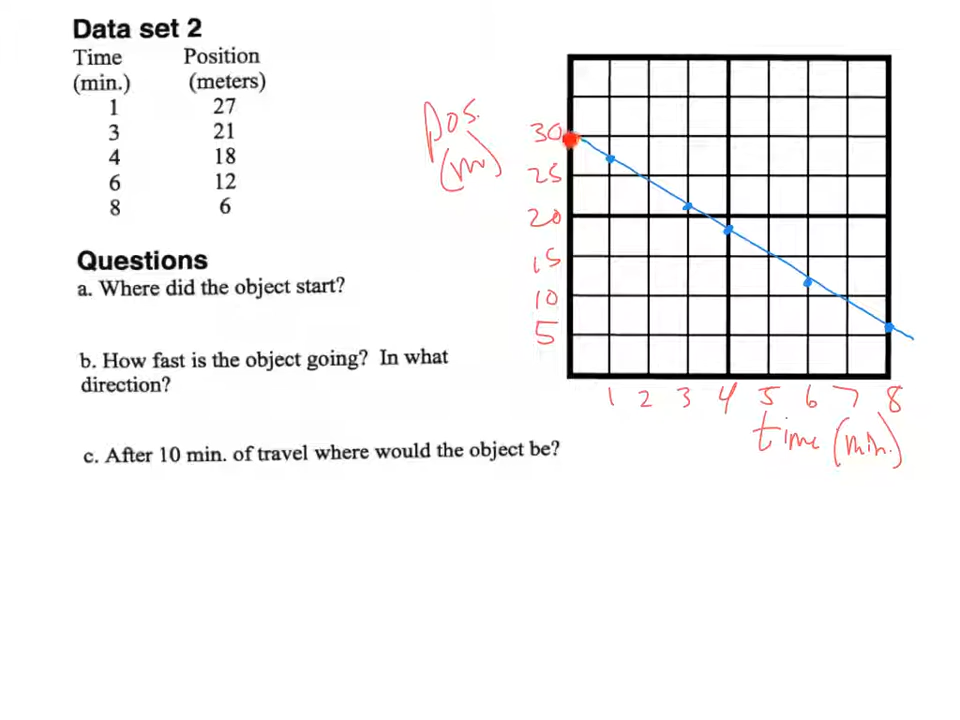 Data set 2
Time Position
(min.) (meters)
1 27
3 21
4 18
6 12
8 6
Questions
a. Where did the object start?
b. How fast is the object going? In what
direction?
c. After 10 min. of travel where would the object be?
pos.
(m)
30
25
20
15
10
5
1 2 3 4 5 6 7 8
time (min.)